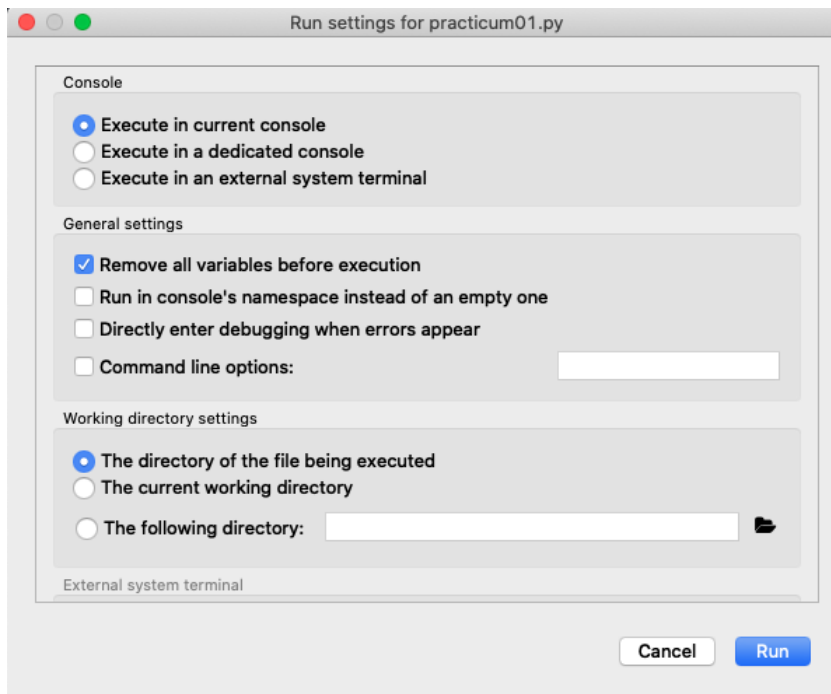 Run settings for practicum01.py
Console
Execute in current console
Execute in a dedicated console
Execute in an external system terminal
General settings
Remove all variables before execution
Run in console's namespace instead of an empty one
Directly enter debugging when errors appear
Command line options:
Working directory settings
The directory of the file being executed
The current working directory
The following directory:
External system terminal
Cancel Run